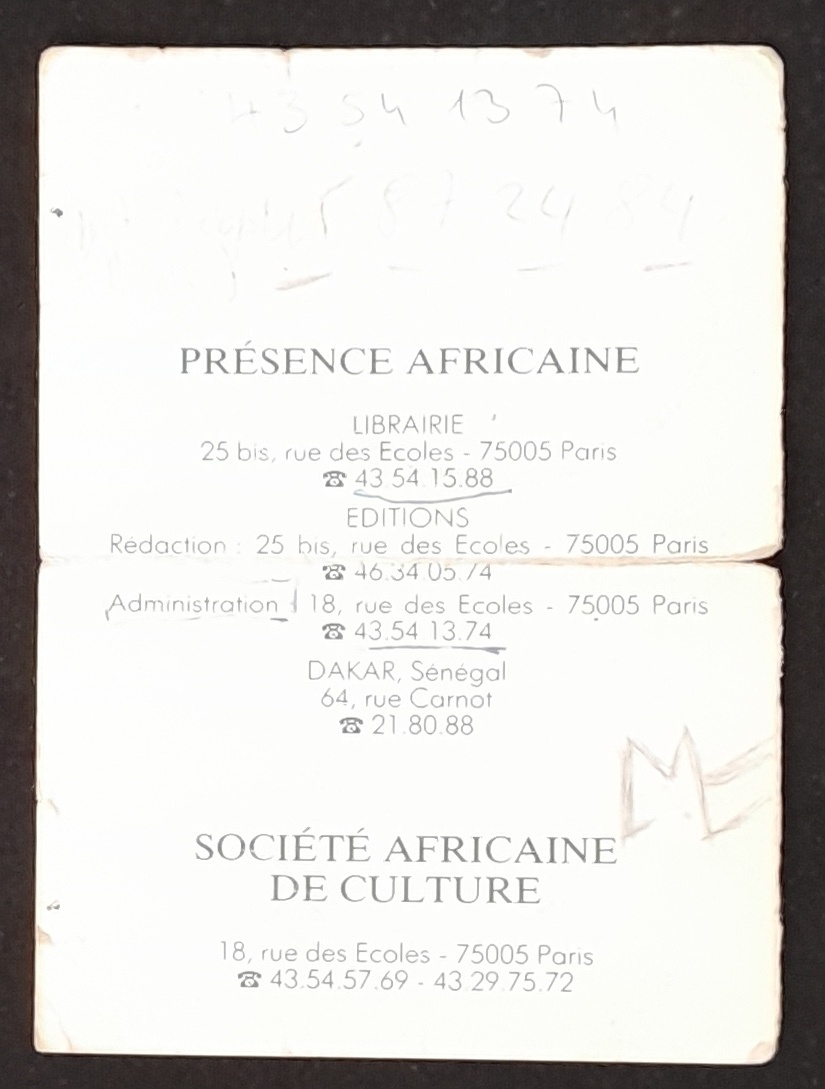 43 54 13 74
87 24 84
PRÉSENCE AFRICAINE
LIBRAIRIE
25 bis, rue des Ecoles - 75005 Paris
☎ 43.54.15.88
EDITIONS
Rédaction : 25 bis, rue des Ecoles - 75005 Paris
☎ 46.34.05.74
Administration : 18, rue des Ecoles - 75005 Paris
☎ 43.54 13.74
DAKAR, Sénégal
64, rue Carnot
☎ 21.80.88
SOCIÉTÉ AFRICAINE
DE CULTURE
18, rue des Ecoles - 75005 Paris
☎ 43.54.57.69 - 43.29.75.72